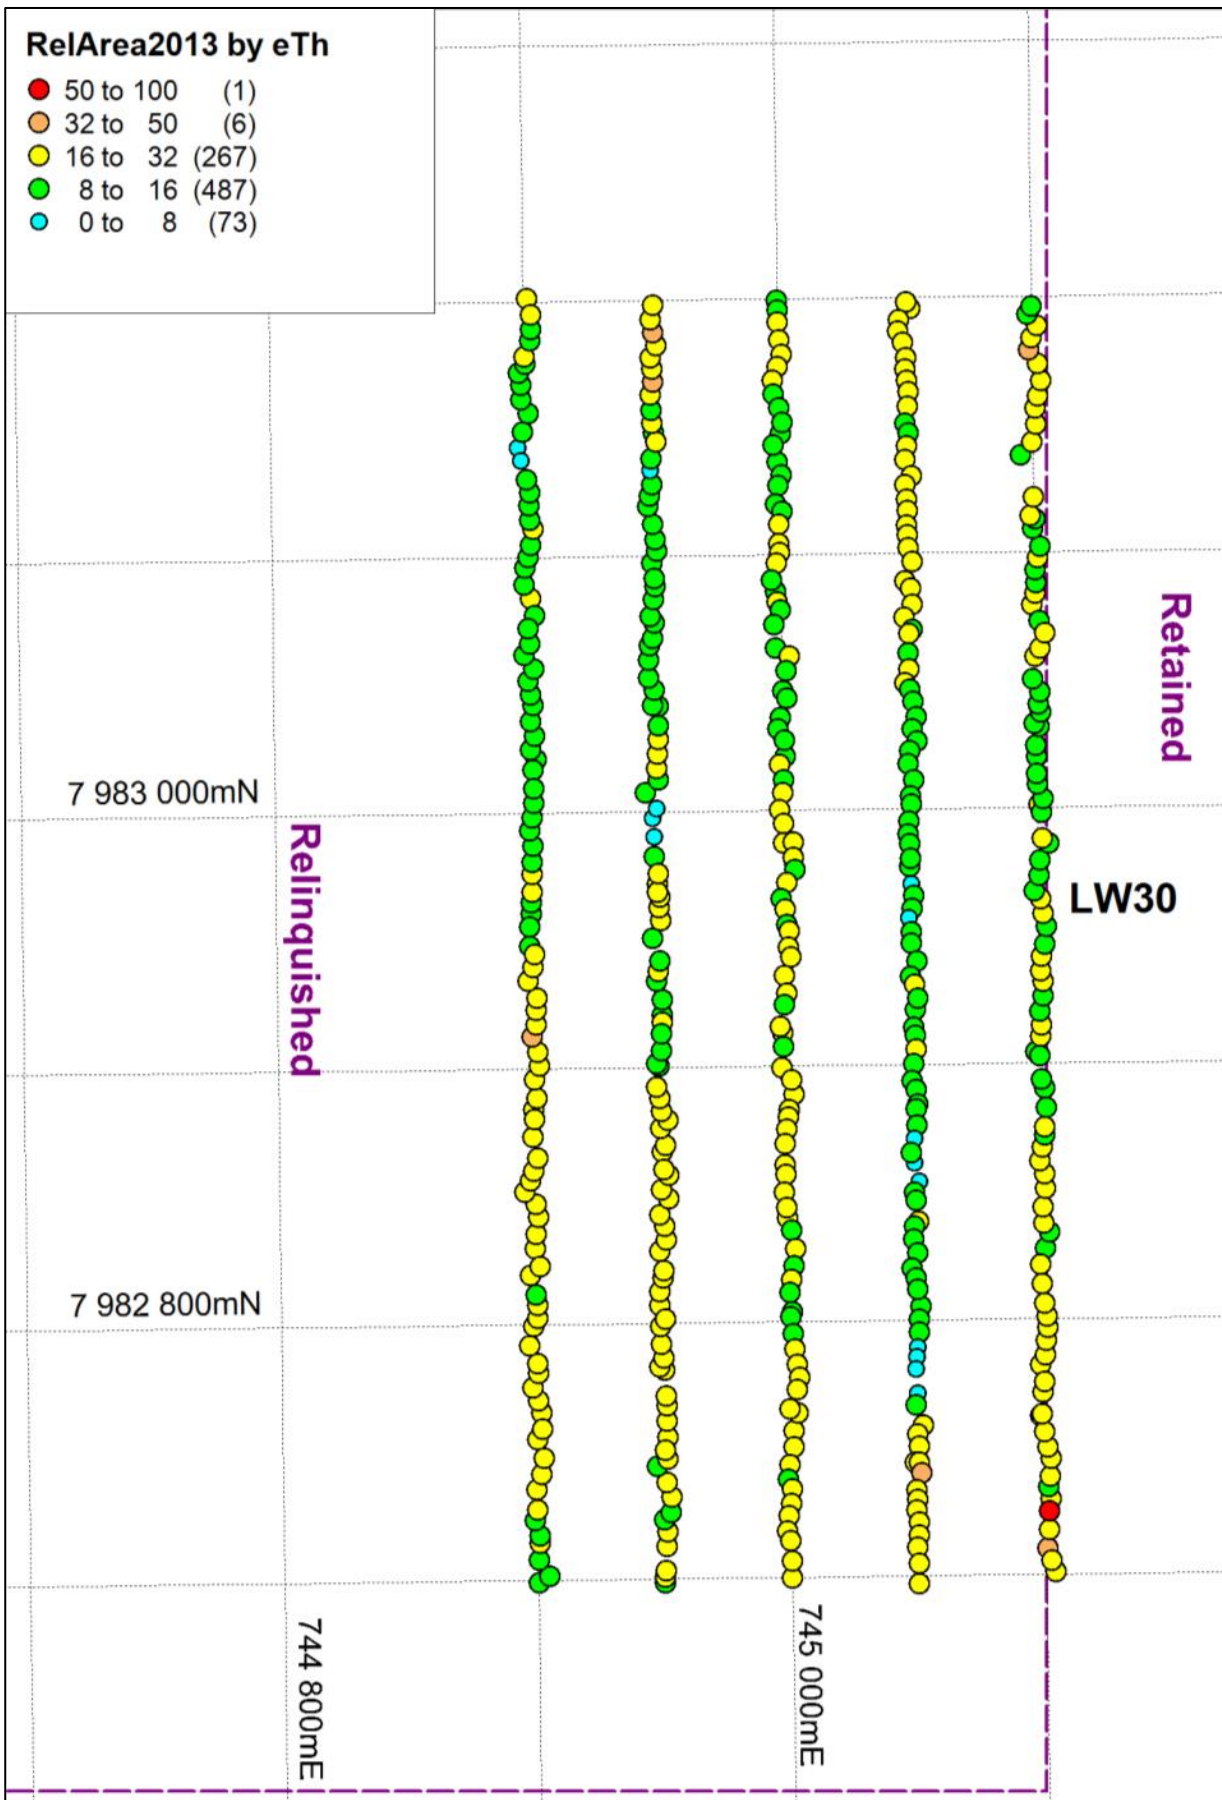 RelArea2013 by eTh
50 to 100 (1)
32 to 50 (6)
16 to 32 (267)
8 to 16 (487)
0 to 8 (73)
Retained
7 983 000mN
Relinquished
LW30
7 982 800mN
744 800mE
745 000mE